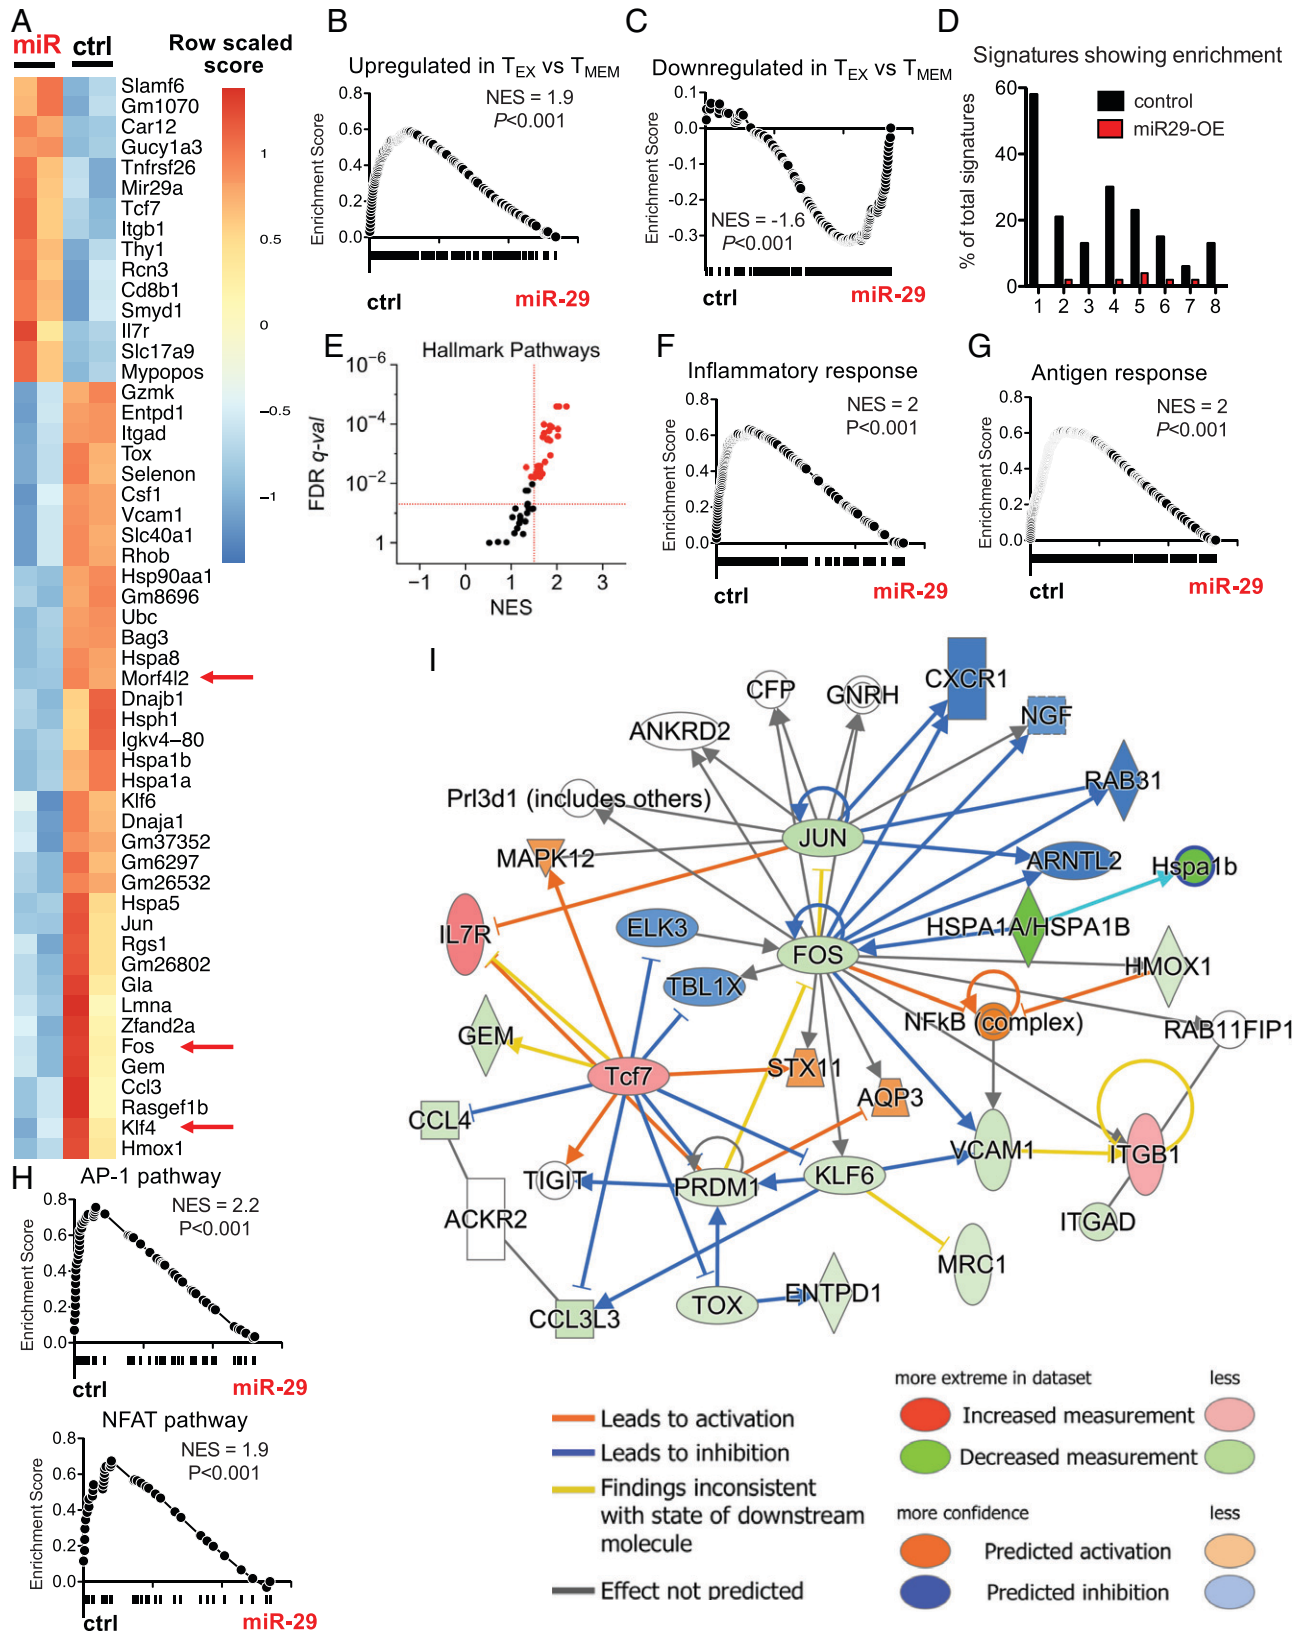 A
miR ctrl
Row scaled
score
Slamf6
Gm1070
Car12
Gucy1a3
Tnfrsf26
Mir29a
Tcf7
Itgb1
Thy1
Rcn3
Cd8b1
Smyd1
Il7r
Slc17a9
Mypopos
Gzmk
Entpd1
Itgad
Tox
Selenon
Csf1
Vcam1
Slc40a1
Rhob
Hsp90aa1
Gm8696
Ubc
Bag3
Hspa8
Morf4l2
Dnajb1
Hsph1
Igkv4–80
Hspa1b
Hspa1a
Klf6
Dnaja1
Gm37352
Gm6297
Gm26532
Hspa5
Jun
Rgs1
Gm26802
Gla
Lmna
Zfand2a
Fos
Gem
Ccl3
Rasgef1b
Klf4
Hmox1
1
0.5
0
−0.5
−1
B
Upregulated in TEX vs TMEM
NES = 1.9
P<0.001
Enrichment Score
0.8
0.6
0.4
0.2
0.0
ctrl miR-29
C
Downregulated in TEX vs TMEM
NES = -1.6
P<0.001
Enrichment Score
0.1
0.0
-0.1
-0.2
-0.3
ctrl miR-29
D
Signatures showing enrichment
control
miR29-OE
% of total signatures
60
40
20
0
1 2 3 4 5 6 7 8
E
Hallmark Pathways
FDR q-val
10−6
10−4
10−2
1
−1 0 1 2 3
NES
F
Inflammatory response
NES = 2
P<0.001
Enrichment Score
0.8
0.6
0.4
0.2
0.0
ctrl miR-29
G
Antigen response
NES = 2
P<0.001
Enrichment Score
0.8
0.6
0.4
0.2
0.0
ctrl miR-29
H
AP-1 pathway
NES = 2.2
P<0.001
Enrichment Score
0.8
0.6
0.4
0.2
0.0
ctrl miR-29
NFAT pathway
NES = 1.9
P<0.001
Enrichment Score
0.8
0.6
0.4
0.2
0.0
ctrl miR-29
I
CFP
GNRH
CXCR1
NGF
ANKRD2
RAB31
Prl3d1 (includes others)
JUN
MAPK12
ARNTL2
Hspa1b
IL7R
ELK3
HSPA1A/HSPA1B
FOS
HMOX1
TBL1X
NFkB (complex)
RAB11FIP1
GEM
Tcf7
STX11
AQP3
CCL4
VCAM1
ITGB1
TIGIT
PRDM1
KLF6
ACKR2
ITGAD
MRC1
CCL3L3
TOX
ENTPD1
Leads to activation
Leads to inhibition
Findings inconsistent
with state of downstream
molecule
Effect not predicted
more extreme in dataset less
Increased measurement
Decreased measurement
more confidence less
Predicted activation
Predicted inhibition